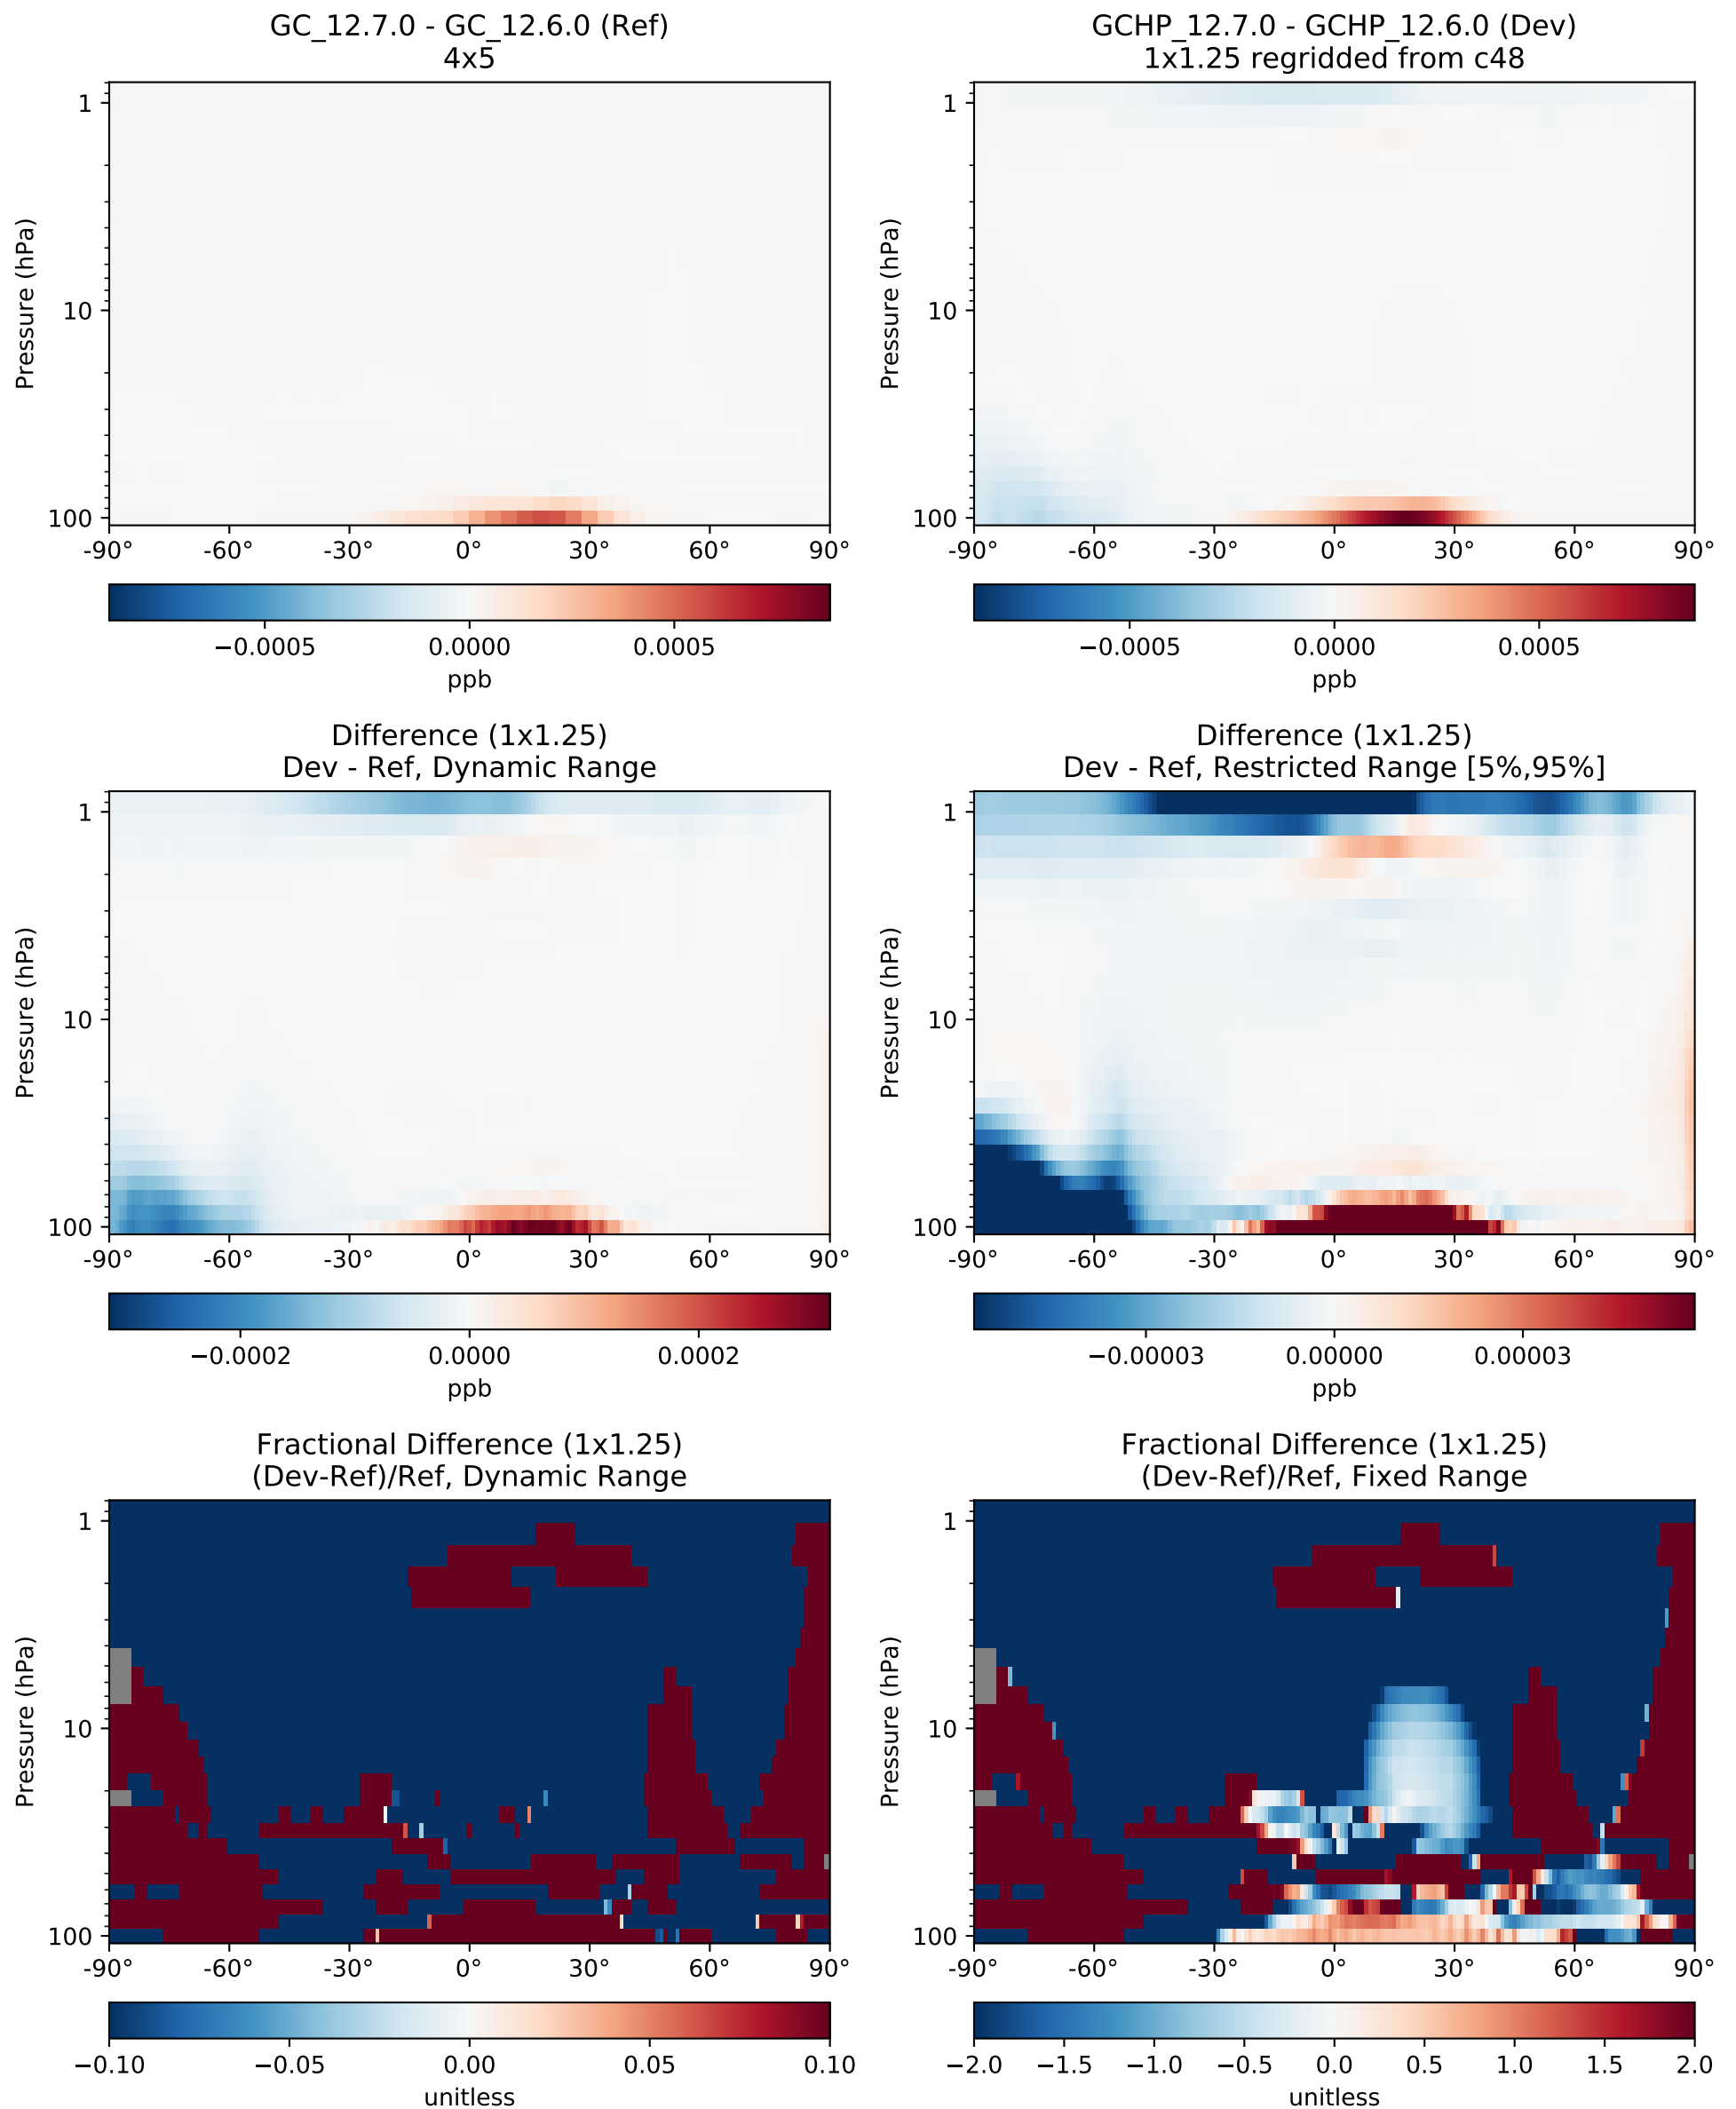 GC_12.7.0 - GC_12.6.0 (Ref)
4x5
Pressure (hPa)
1
10
100
-90° -60° -30° 0° 30° 60° 90°
−0.0005 0.0000 0.0005
ppb
GCHP_12.7.0 - GCHP_12.6.0 (Dev)
1x1.25 regridded from c48
Pressure (hPa)
1
10
100
-90° -60° -30° 0° 30° 60° 90°
−0.0005 0.0000 0.0005
ppb
Difference (1x1.25)
Dev - Ref, Dynamic Range
Pressure (hPa)
1
10
100
-90° -60° -30° 0° 30° 60° 90°
−0.0002 0.0000 0.0002
ppb
Difference (1x1.25)
Dev - Ref, Restricted Range [5%,95%]
Pressure (hPa)
1
10
100
-90° -60° -30° 0° 30° 60° 90°
−0.00003 0.00000 0.00003
ppb
Fractional Difference (1x1.25)
(Dev-Ref)/Ref, Dynamic Range
Pressure (hPa)
1
10
100
-90° -60° -30° 0° 30° 60° 90°
−0.10 −0.05 0.00 0.05 0.10
unitless
Fractional Difference (1x1.25)
(Dev-Ref)/Ref, Fixed Range
Pressure (hPa)
1
10
100
-90° -60° -30° 0° 30° 60° 90°
−2.0 −1.5 −1.0 −0.5 0.0 0.5 1.0 1.5 2.0
unitless